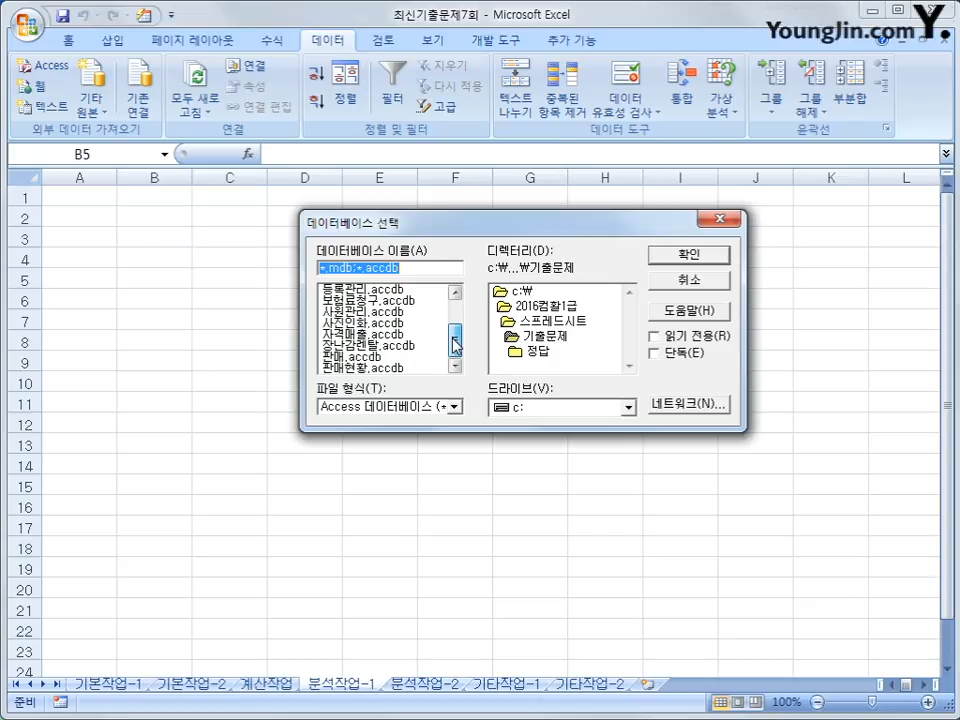 최신기출문제7회 - Microsoft Excel
YoungJin.com Y.
홈 삽입 페이지 레이아웃 수식 데이터 검토 보기 개발 도구 추가 기능
Access
웹
텍스트
기타 원본
기존 연결
모두 새로 고침
연결
속성
연결 편집
정렬
필터
지우기
다시 적용
고급
텍스트 나누기
중복된 항목 제거
데이터 유효성 검사
통합
가상 분석
그룹
그룹 해제
부분합
외부 데이터 가져오기 연결 정렬 및 필터 데이터 도구 윤곽선
B5 fx
A B C D E F G H I J K L
1
2
3
4
5
6
7
8
9
10
11
12
13
14
15
16
17
18
19
20
21
22
23
24
데이터베이스 선택
데이터베이스 이름(A)
*.mdb;*.accdb
등록관리.accdb
보험료청구.accdb
사원관리.accdb
사진인화.accdb
자격매출.accdb
장난감렌탈.accdb
판매.accdb
판매현황.accdb
파일 형식(T):
Access 데이터베이스 (*
디렉터리(D):
c:₩...₩기출문제
c:₩
2016컴활1급
스프레드시트
기출문제
정답
드라이브(V):
c:
확인
취소
도움말(H)
읽기 전용(R)
단독(E)
네트워크(N)...
기본작업-1 기본작업-2 계산작업 분석작업-1 분석작업-2 기타작업-1 기타작업-2
준비 100%